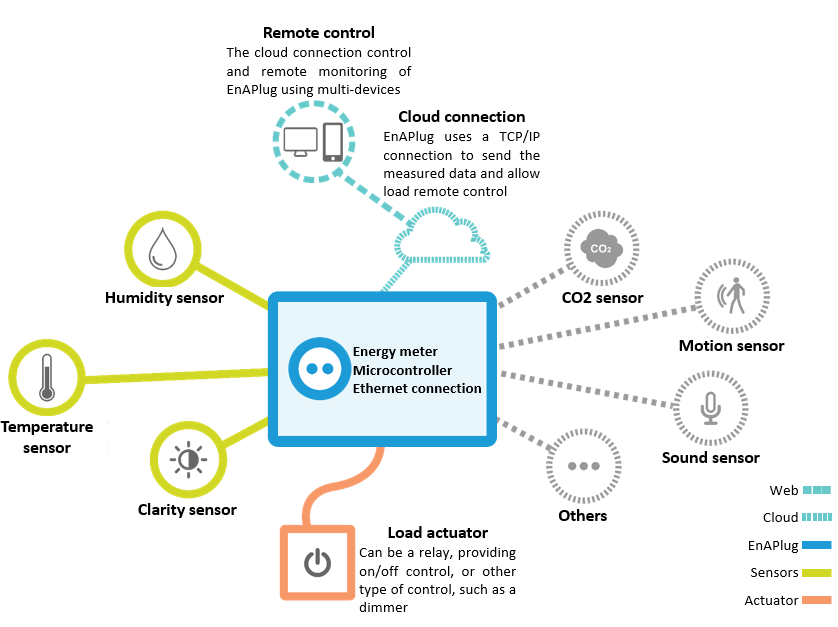 Remote control
The cloud connection control
and remote monitoring of
EnAPlug using multi-devices
Cloud connection
EnAPlug uses a TCP/IP
connection to send the
measured data and allow
load remote control
Humidity sensor
CO2
CO2 sensor
Motion sensor
Energy meter
Microcontroller
Ethernet connection
Temperature
sensor
Clarity sensor
Sound sensor
Others
Load actuator
Can be a relay, providing
on/off control, or other
type of control, such as a
dimmer
Web
Cloud
EnAPlug
Sensors
Actuator